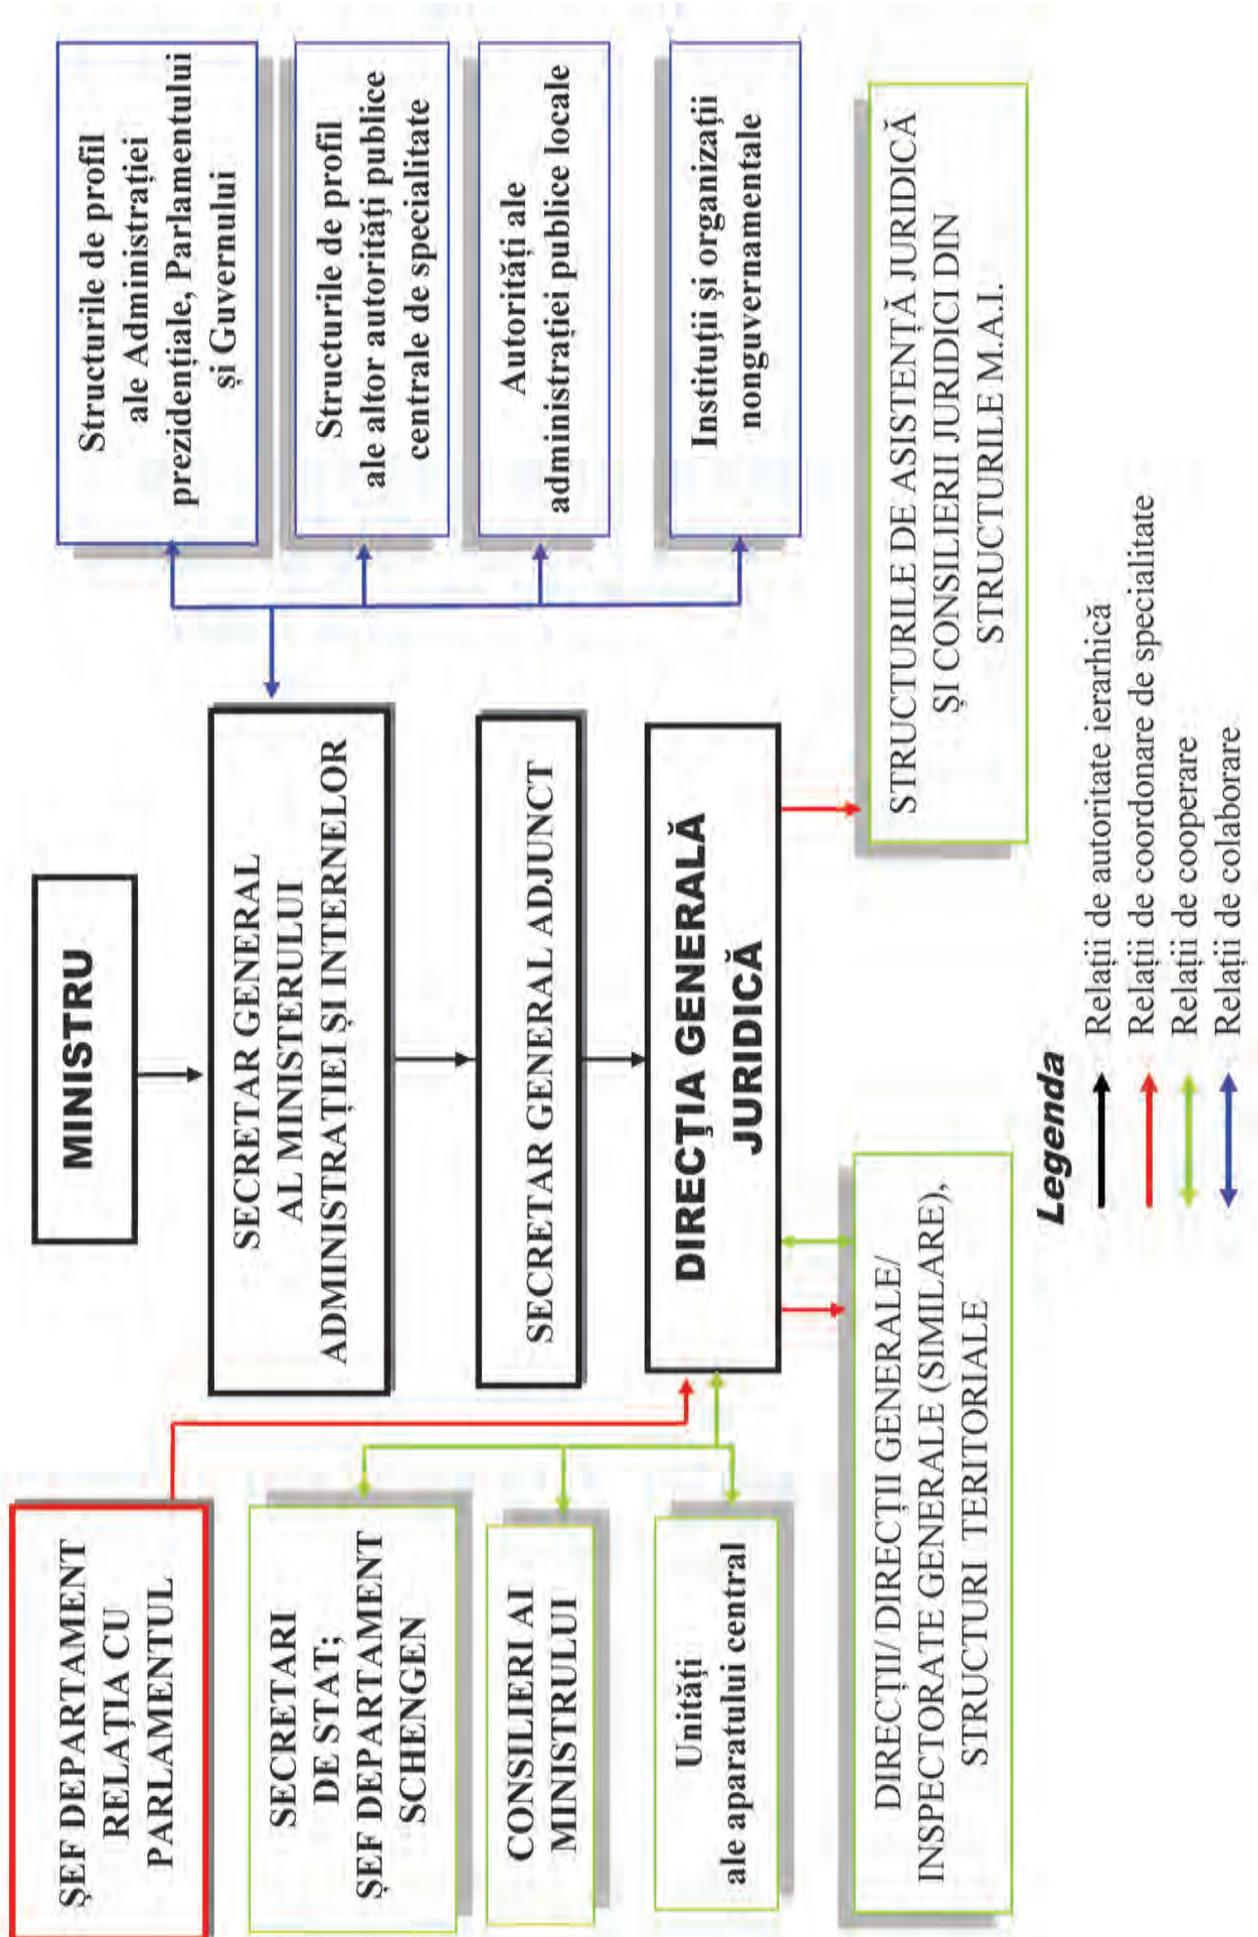 MINISTRU
ȘEF DEPARTAMENT
RELAȚIA CU
PARLAMENTUL
SECRETAR GENERAL
AL MINISTERULUI
ADMINISTRAȚIEI ȘI INTERNELOR
Structurile de profil
ale Administrației
prezidențiale, Parlamentului
și Guvernului
SECRETARI
DE STAT;
ȘEF DEPARTAMENT
SCHENGEN
Structurile de profil
ale altor autorități publice
centrale de specialitate
CONSILIERI AI
MINISTRULUI
SECRETAR GENERAL ADJUNCT
Autorități ale
administrației publice locale
Unități
ale aparatului central
DIRECŢIA GENERALĂ
JURIDICĂ
Instituții și organizații
nonguvernamentale
DIRECȚII/ DIRECȚII GENERALE/
INSPECTORATE GENERALE (SIMILARE),
STRUCTURI TERITORIALE
STRUCTURILE DE ASISTENȚĂ JURIDICĂ
ȘI CONSILIERII JURIDICI DIN
STRUCTURILE M.A.I.
Legenda
Relații de autoritate ierarhică
Relații de coordonare de specialitate
Relații de cooperare
Relații de colaborare